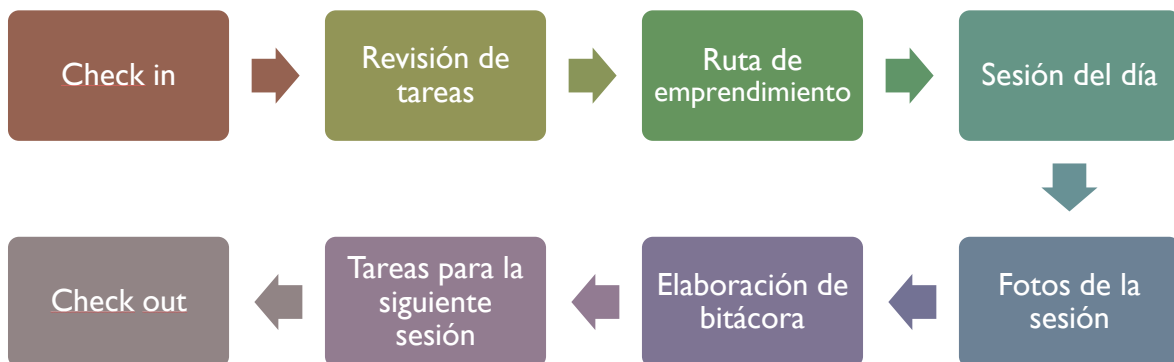 Check in
Revisión de
tareas
Ruta de
emprendimiento
Sesión del día
Fotos de la
sesión
Elaboración de
bitácora
Tareas para la
siguiente
sesión
Check out